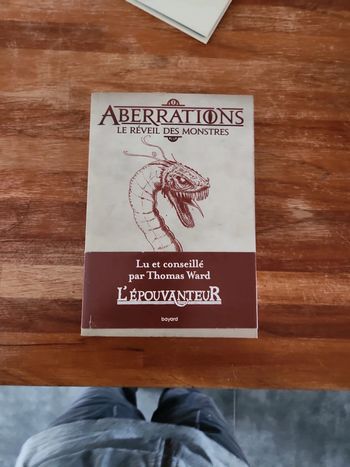 ABERRATIONS
LE RÉVEIL DES MONSTRES
Lu et conseillé
par Thomas Ward
L'ÉPOUVANTEUR
bayard